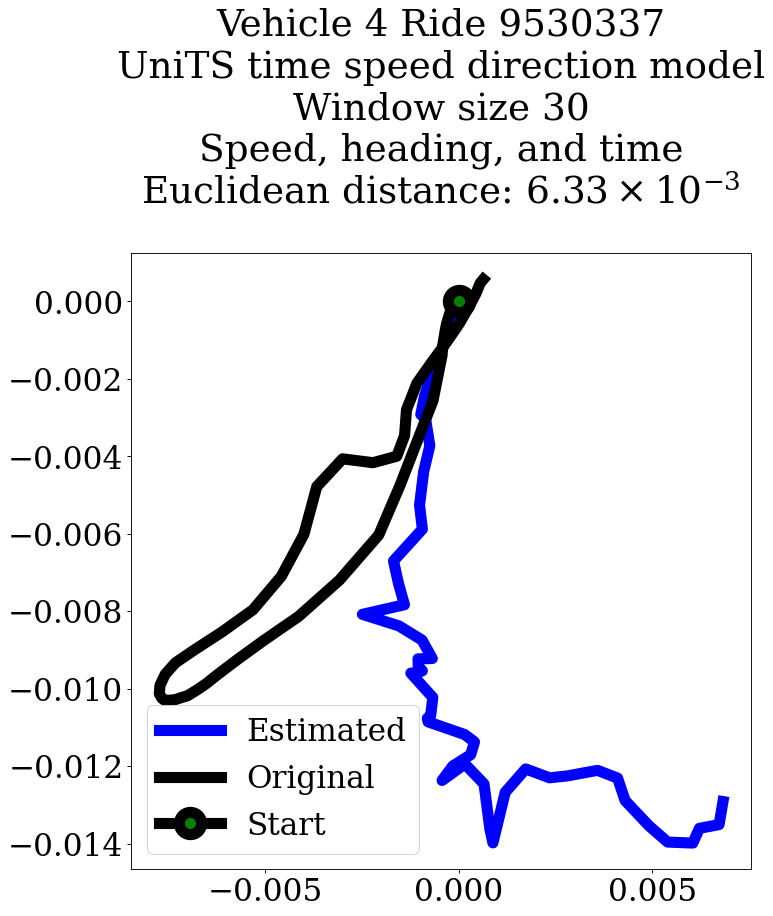 Vehicle 4 Ride 9530337
UniTS time speed direction model
Window size 30
Speed, heading, and time
Euclidean distance: 6.33 × 10⁻³
0.000
−0.002
−0.004
−0.006
−0.008
−0.010
−0.012
−0.014
Estimated
Original
Start
−0.005 0.000 0.005